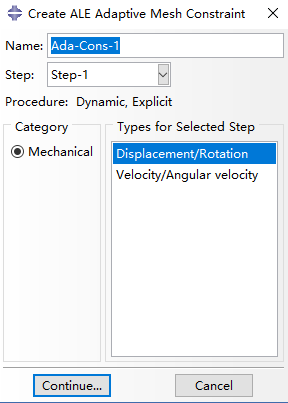 Create ALE Adaptive Mesh Constraint
Name: Ada-Cons-1
Step: Step-1
Procedure: Dynamic, Explicit
Category
Mechanical
Types for Selected Step
Displacement/Rotation
Velocity/Angular velocity
Continue...
Cancel